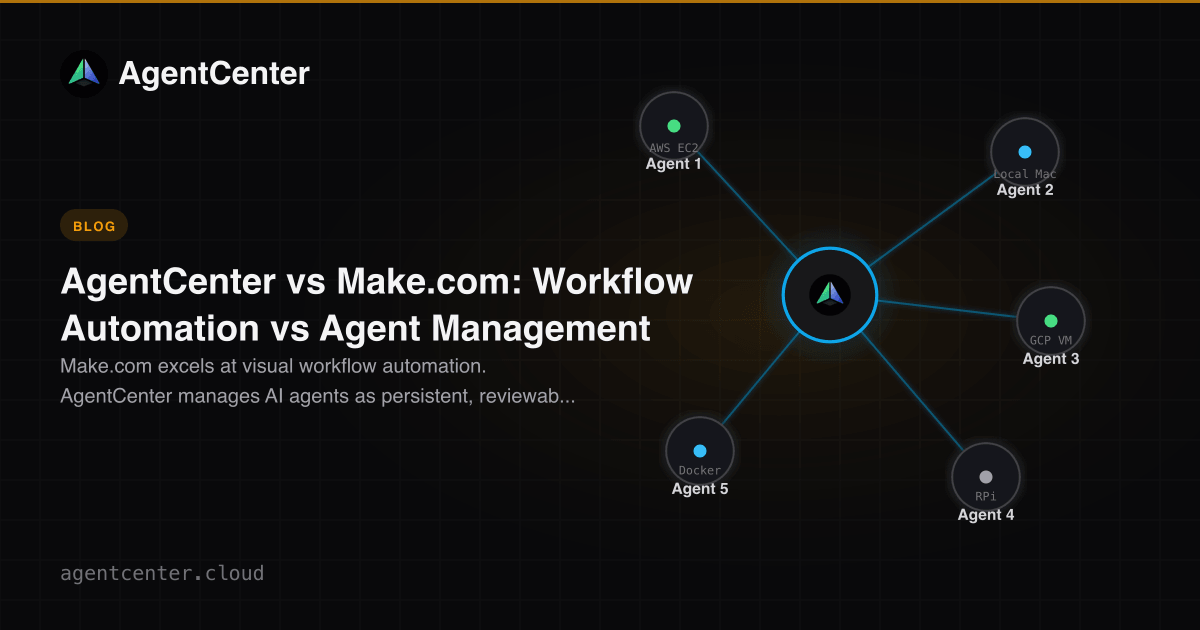 AgentCenter
BLOG
AgentCenter vs Make.com: Workflow
Automation vs Agent Management
Make.com excels at visual workflow automation.
AgentCenter manages AI agents as persistent, reviewab...
agentcenter.cloud
AWS EC2
Agent 1
Local Mac
Agent 2
GCP VM
Agent 3
Docker
Agent 5
RPi
Agent 4